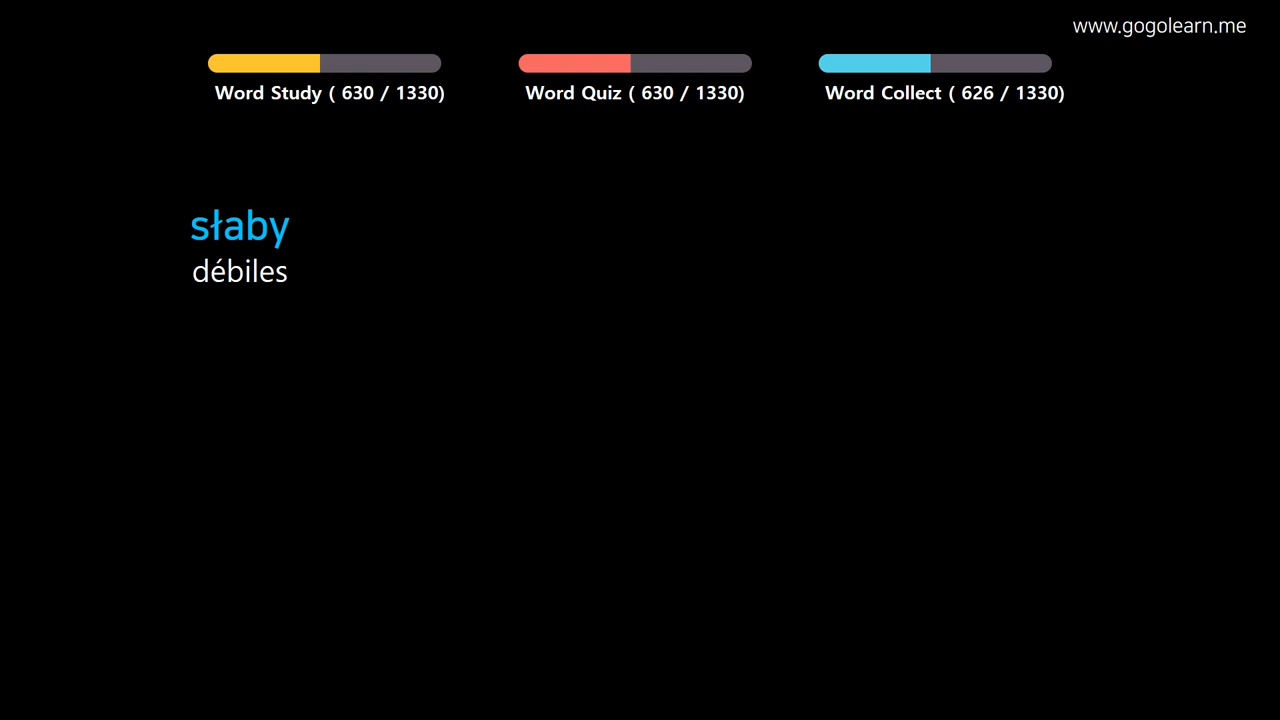 www.gogolearn.me
Word Study ( 630 / 1330)
Word Quiz ( 630 / 1330)
Word Collect ( 626 / 1330)
słaby
débiles